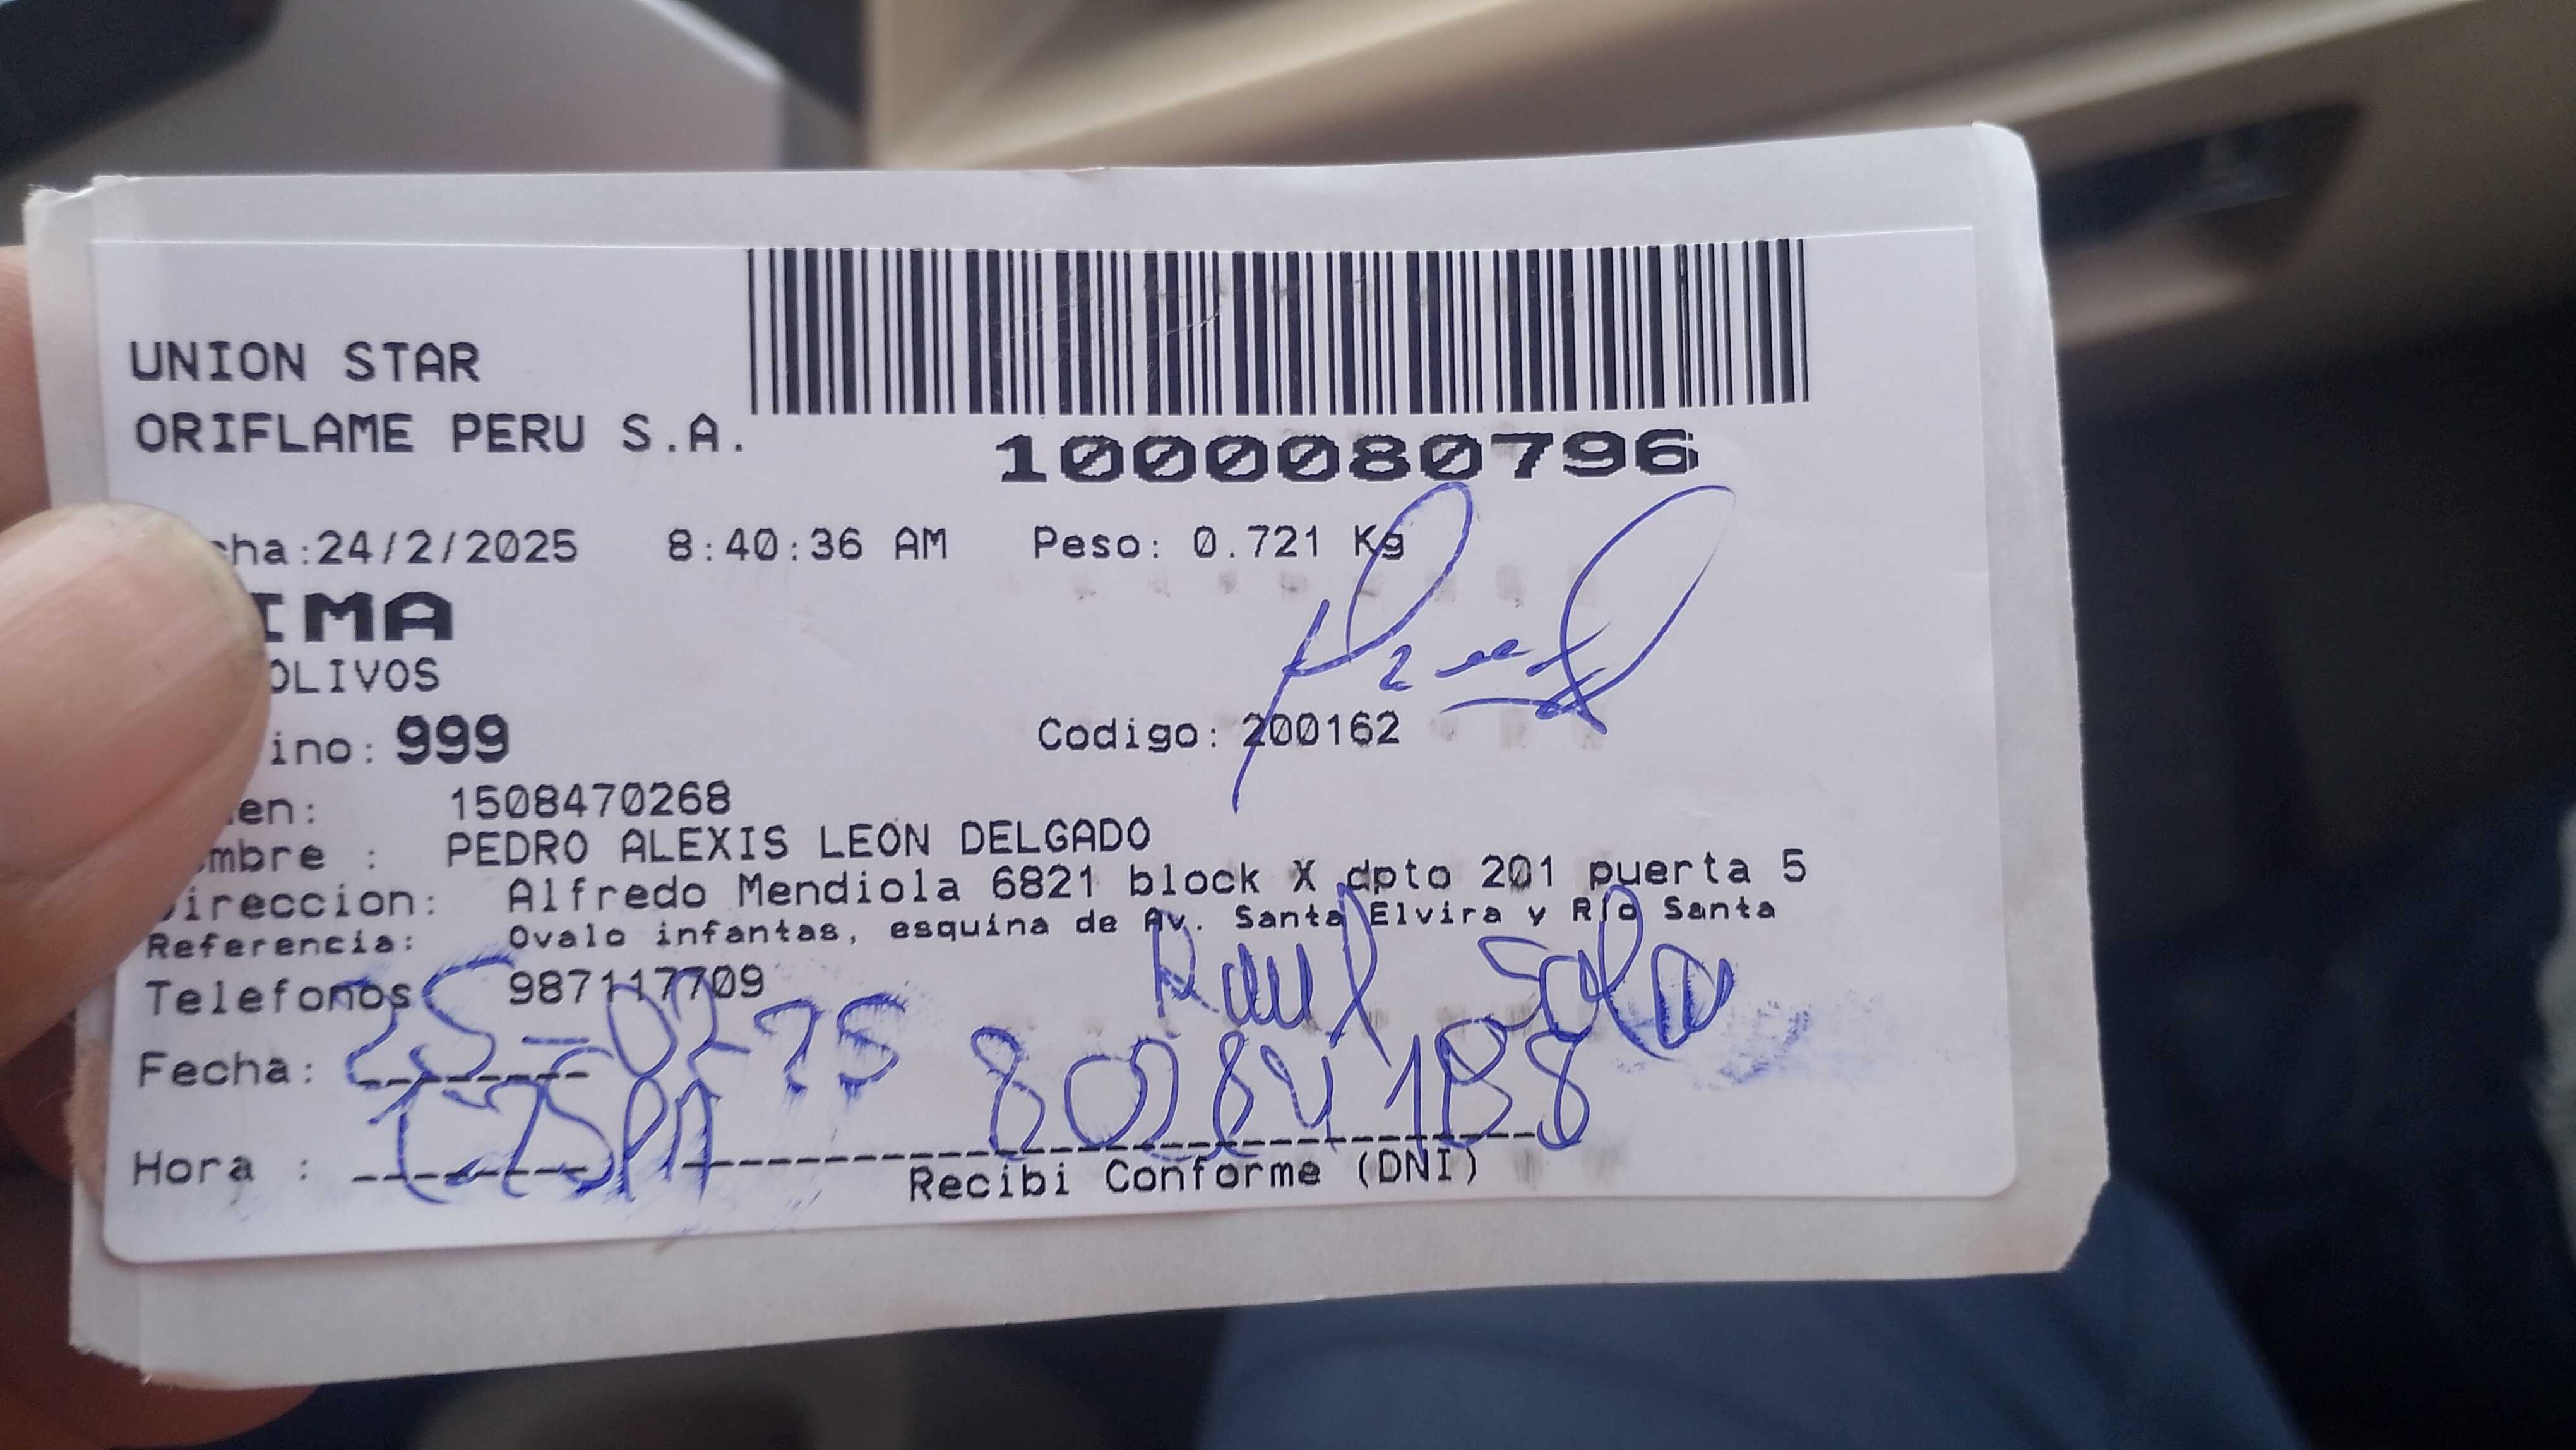 UNION STAR
ORIFLAME PERU S.A.
1000080796
cha:24/2/2025 8:40:36 AM Peso: 0.721 Kg
IMA
OLIVOS
ino: 999 Codigo: 200162
en: 1508470268
mbre : PEDRO ALEXIS LEON DELGADO
ireccion: Alfredo Mendiola 6821 block X dpto 201 puerta 5
Referencia: Ovalo infantas, esquina de Av. Santa Elvira y Río Santa
Telefonos 987117709
Raul
Fecha: 25-02-25
Hora :
Recibi Conforme (DNI)